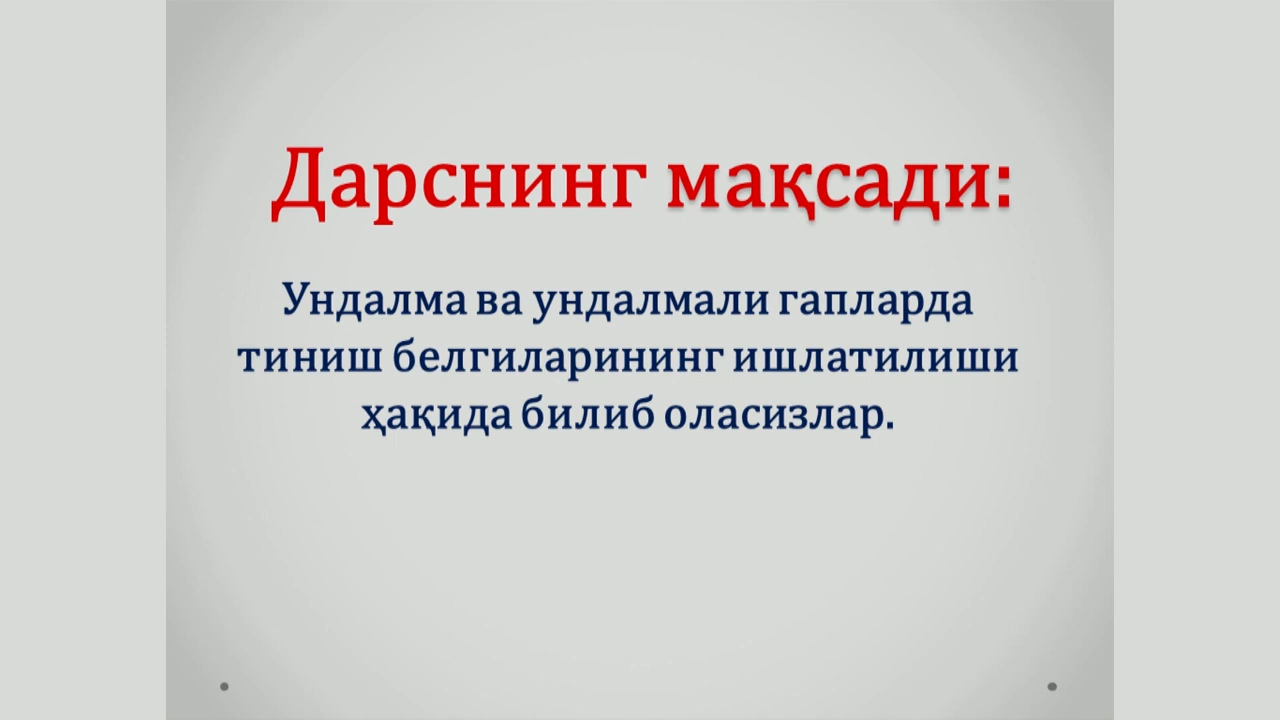 Дарснинг мақсади:
Ундалма ва ундалмали гапларда
тиниш белгиларининг ишлатилиши
ҳақида билиб оласизлар.